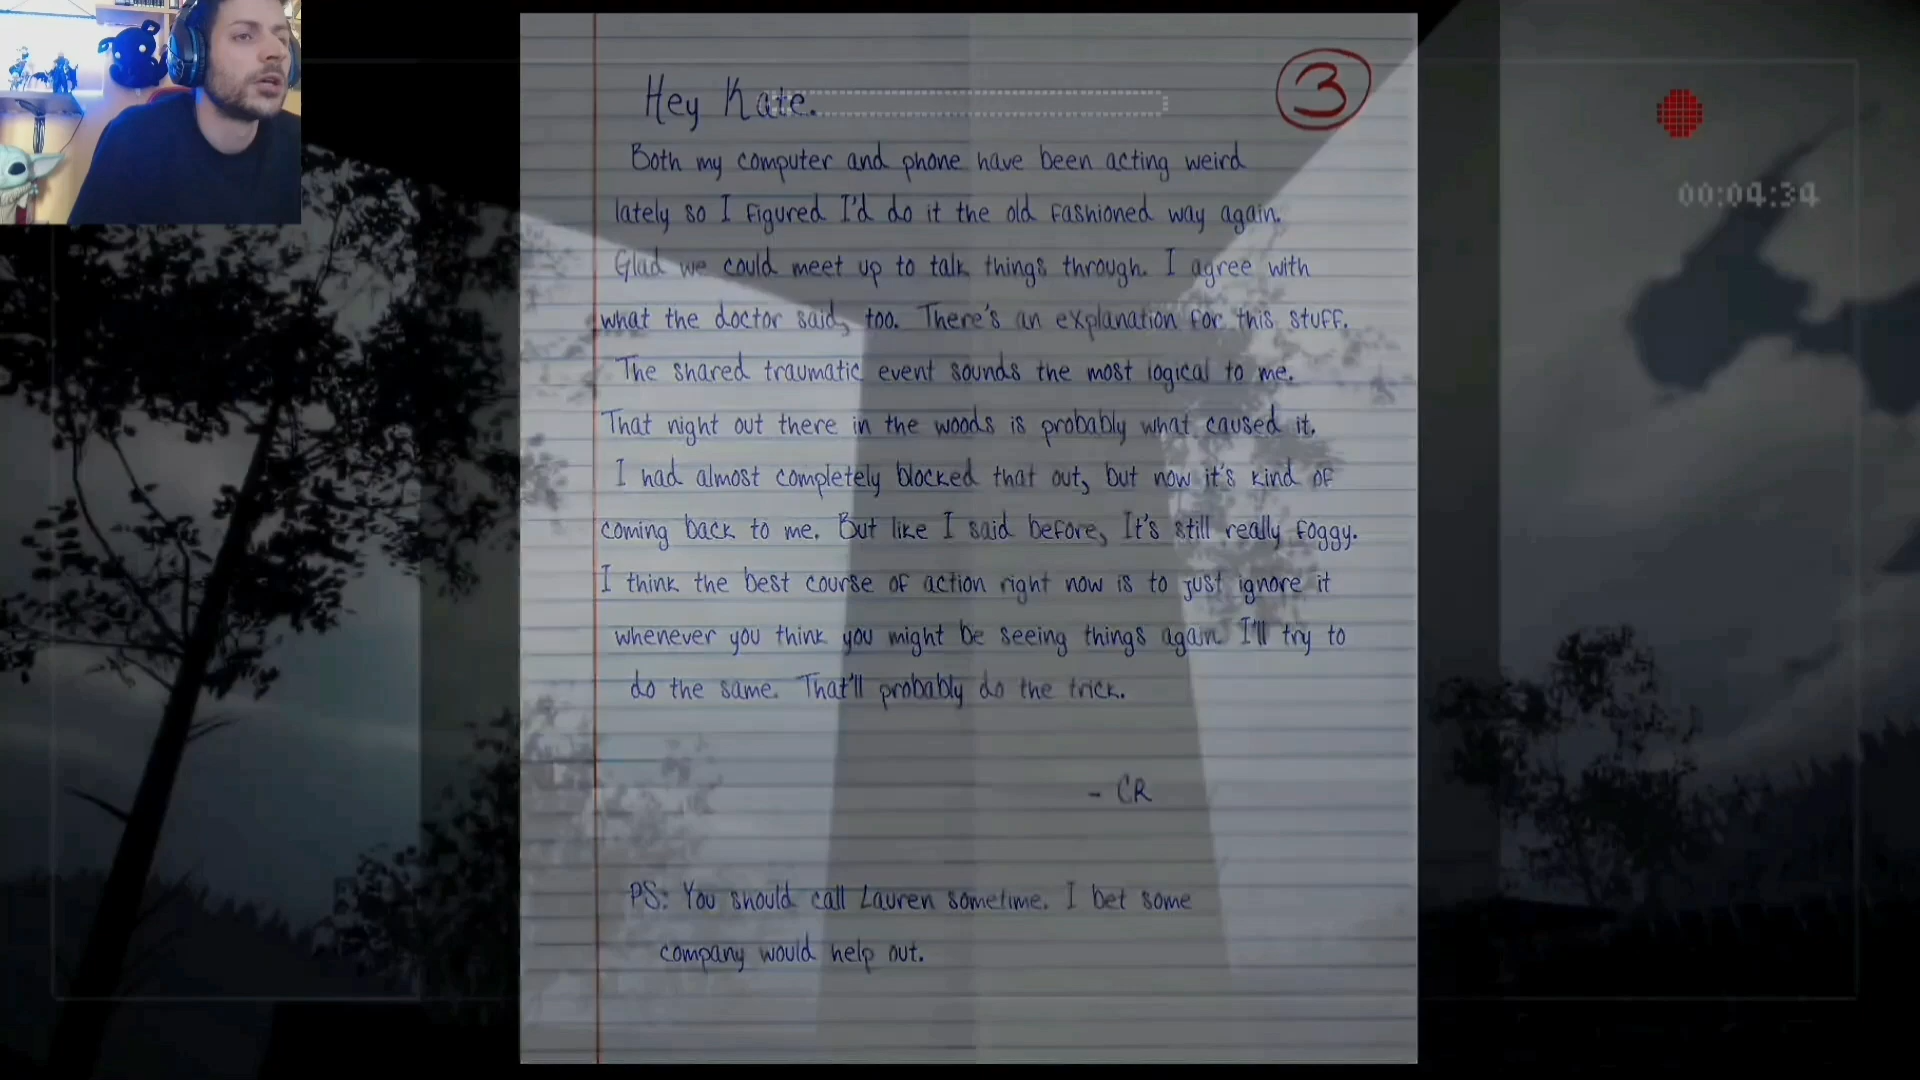 Hey Kate.
3
00:04:34
Both my computer and phone have been acting weird
lately so I figured I'd do it the old fashioned way again.
Glad we could meet up to talk things through. I agree with
what the doctor said, too. There's an explanation for this stuff.
The shared traumatic event sounds the most logical to me.
That night out there in the woods is probably what caused it.
I had almost completely blocked that out, but now it's kind of
coming back to me. But like I said before, It's still really foggy.
I think the best course of action right now is to just ignore it
whenever you think you might be seeing things again. I'll try to
do the same. That'll probably do the trick.
- CR
PS: You should call Lauren sometime. I bet some
company would help out.